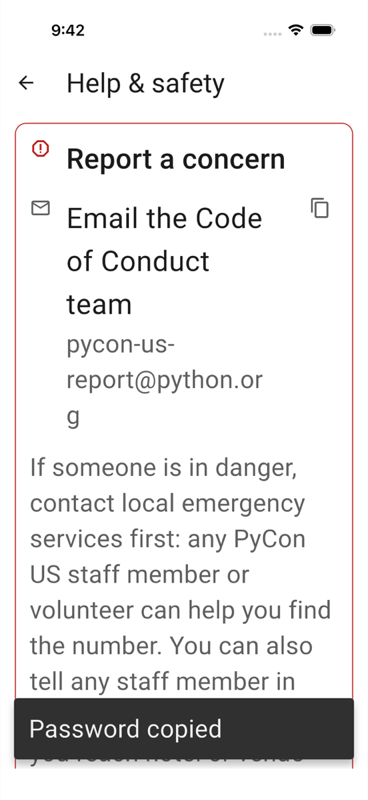 9:42
Help & safety
Report a concern
Email the Code
of Conduct
team
pycon-us-
report@python.or
g
If someone is in danger,
contact local emergency
services first: any PyCon
US staff member or
volunteer can help you find
the number. You can also
tell any staff member in
Password copied